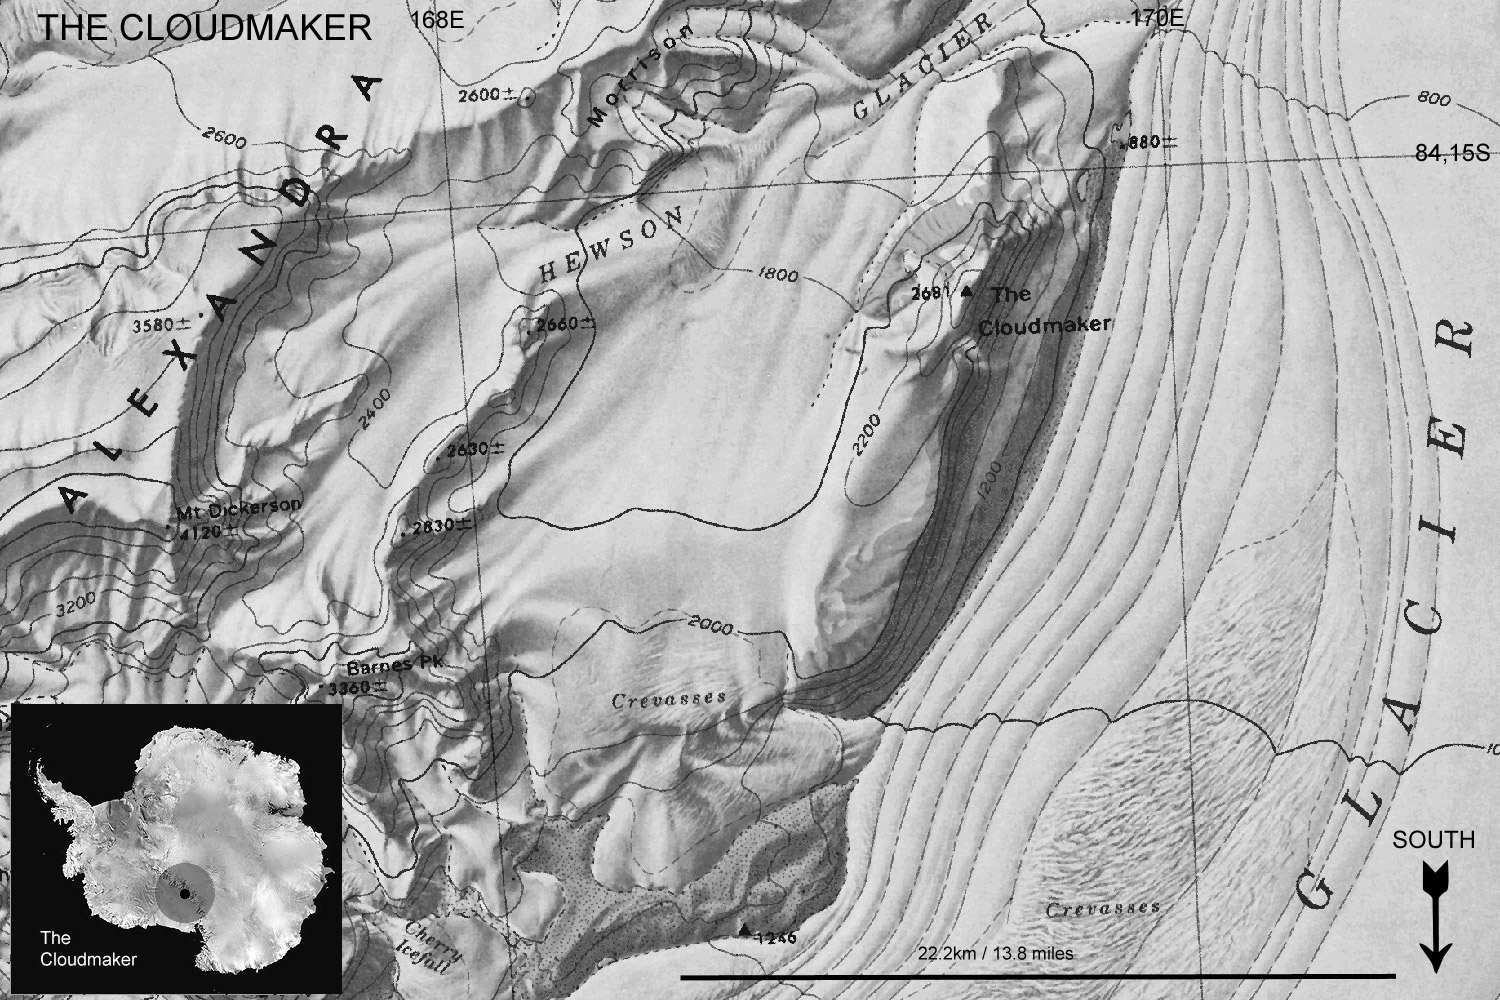 THE CLOUDMAKER
168E
170E
GLACIER
Morrison
2600±
800
2600
880±
84,15S
ALEXANDRA
HEWSON
1800
2681
The
Cloudmaker
3580±
2660±
2400
2200
2630±
1200
Mt Dickerson
4120±
2830±
3200
2000
Barnes Pk
3360±
Crevasses
GLACIER
SOUTH
Crevasses
Cherry
Icefall
1246
22.2km / 13.8 miles
The
Cloudmaker